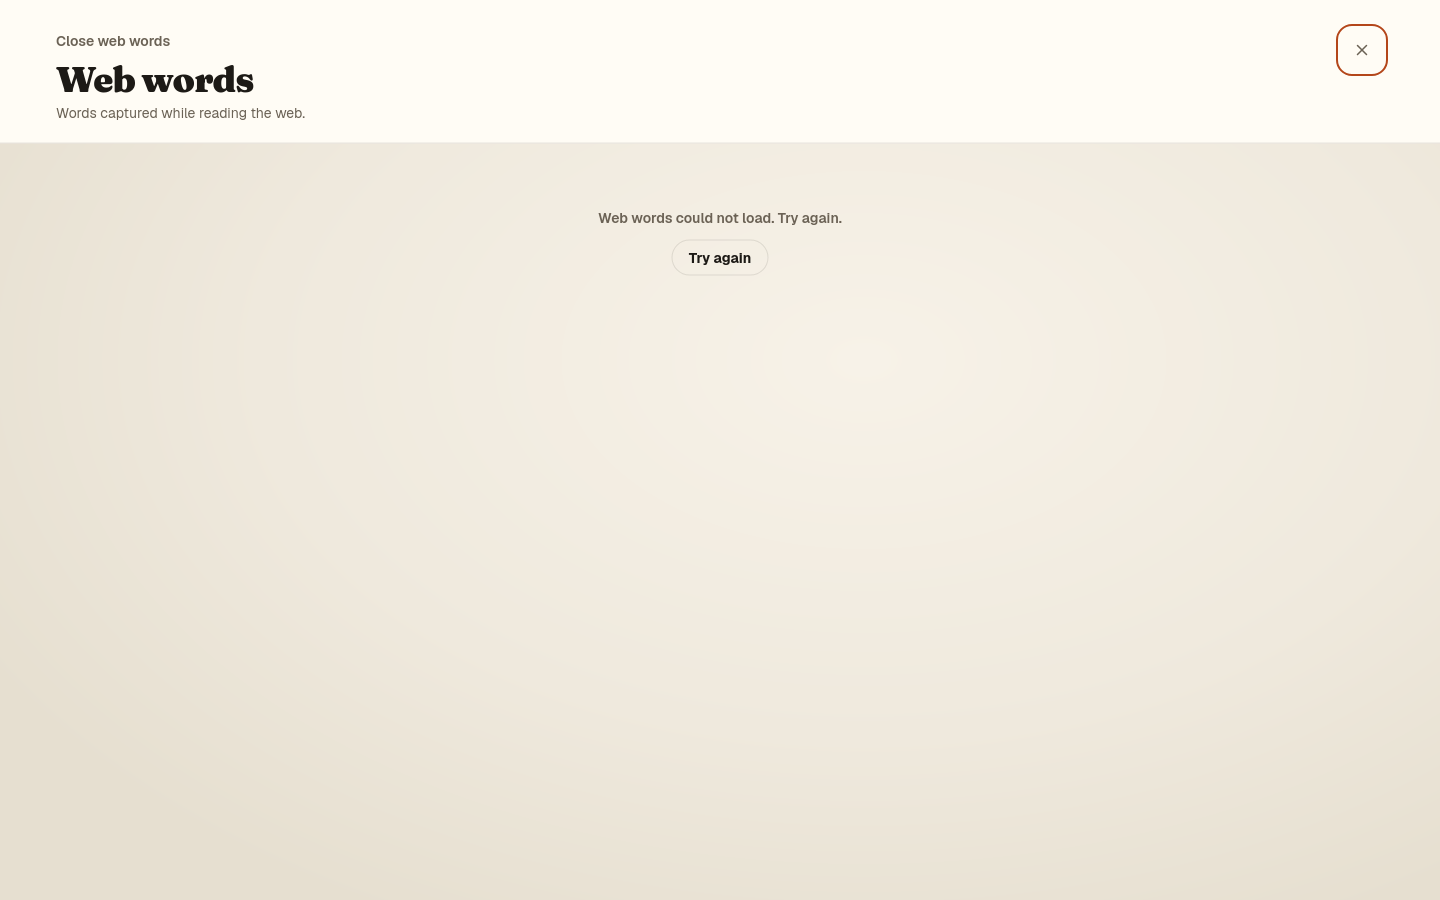 Close web words
Web words
Words captured while reading the web.
Web words could not load. Try again.
Try again